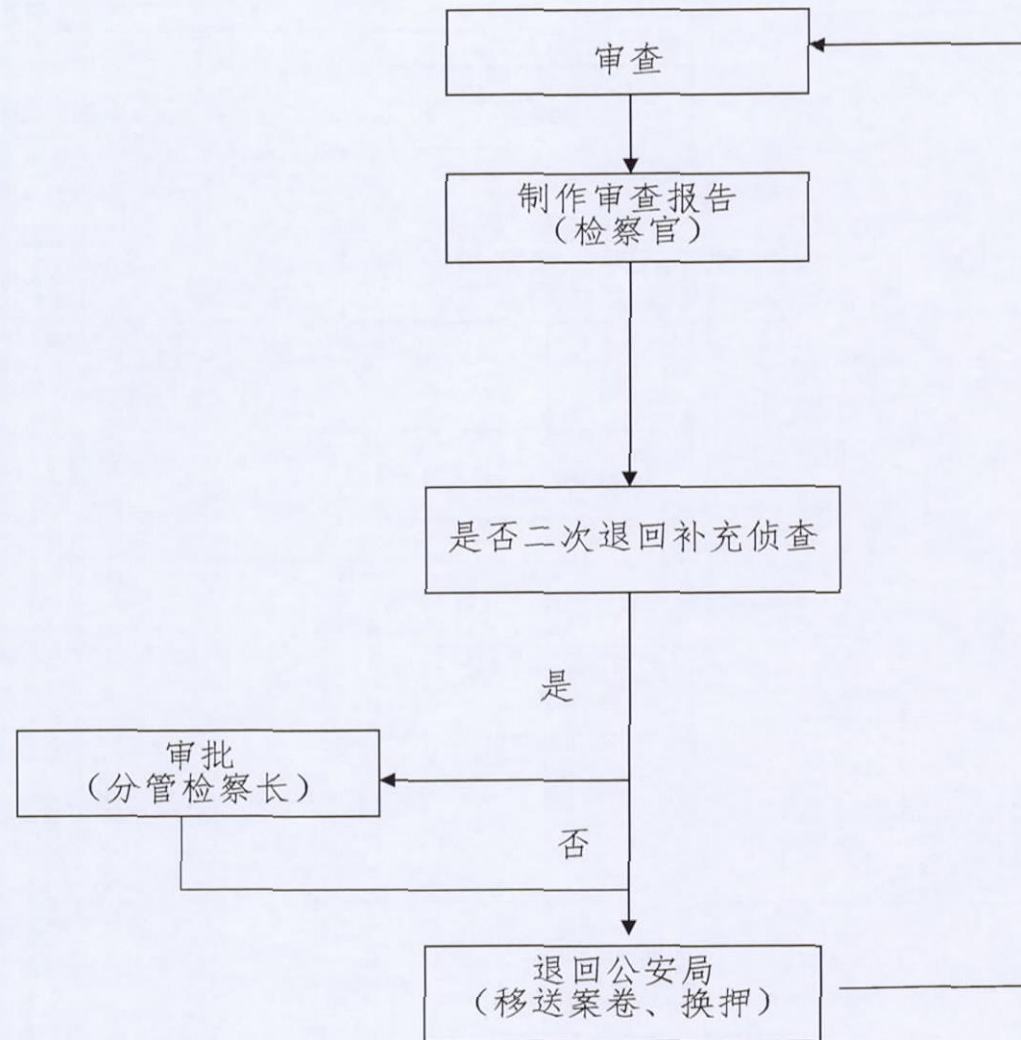 审查
制作审查报告
（检察官）
是否二次退回补充侦查
是
审批
（分管检察长）
否
退回公安局
（移送案卷、换押）